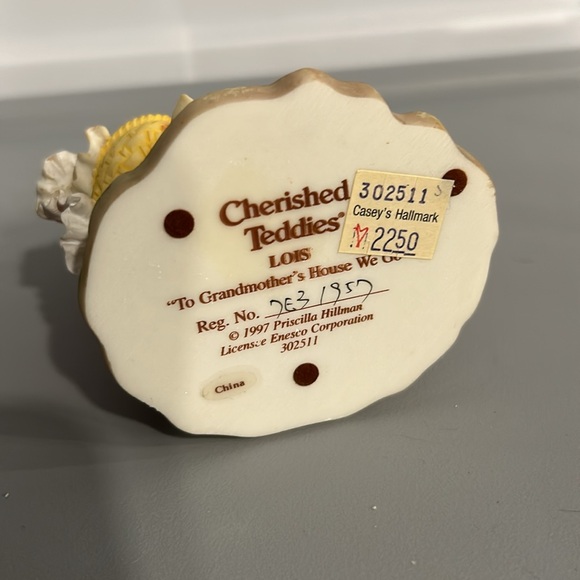 Cherished
Teddies®
LOIS
"To Grandmother's House We Go
Reg. No. 7E3 1957
© 1997 Priscilla Hillman
Licensee Enesco Corporation
302511
China
302511
Casey's Hallmark
2250